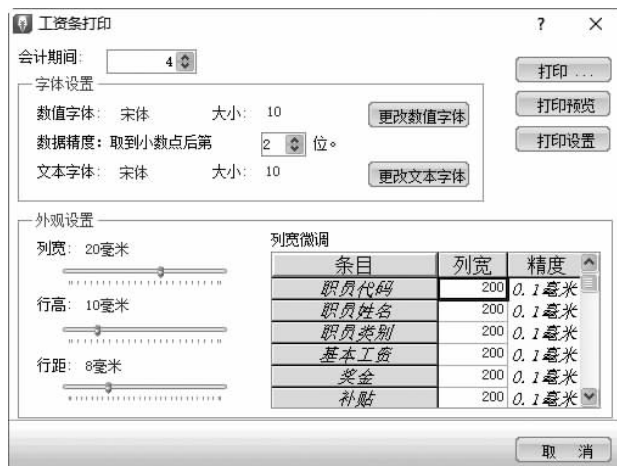 工资条打印 ? ×
会计期间: 4
打印 ...
字体设置
数值字体: 宋体 大小: 10 更改数值字体
打印预览
数据精度: 取到小数点后第 2 位。
打印设置
文本字体: 宋体 大小: 10 更改文本字体
外观设置
列宽: 20毫米
行高: 10毫米
行距: 8毫米
列宽微调
条目 列宽 精度
职员代码 200 0.1毫米
职员姓名 200 0.1毫米
职员类别 200 0.1毫米
基本工资 200 0.1毫米
奖金 200 0.1毫米
补贴 200 0.1毫米
取 消